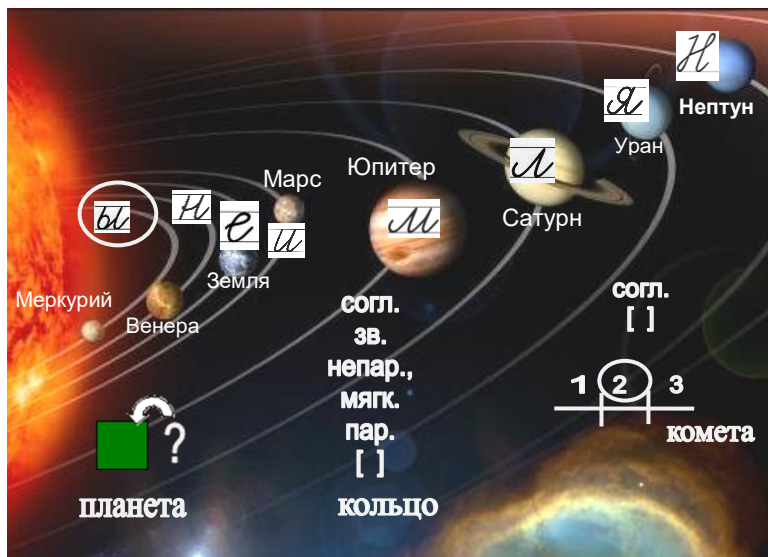 Н
Нептун
Я
Уран
Л
Сатурн
Юпитер
М
Марс
и
е
Земля
н
ы
Венера
Меркурий
согл.
зв.
непар.,
мягк.
пар.
[ ]
кольцо
согл.
[ ]
1 2 3
комета
?
планета